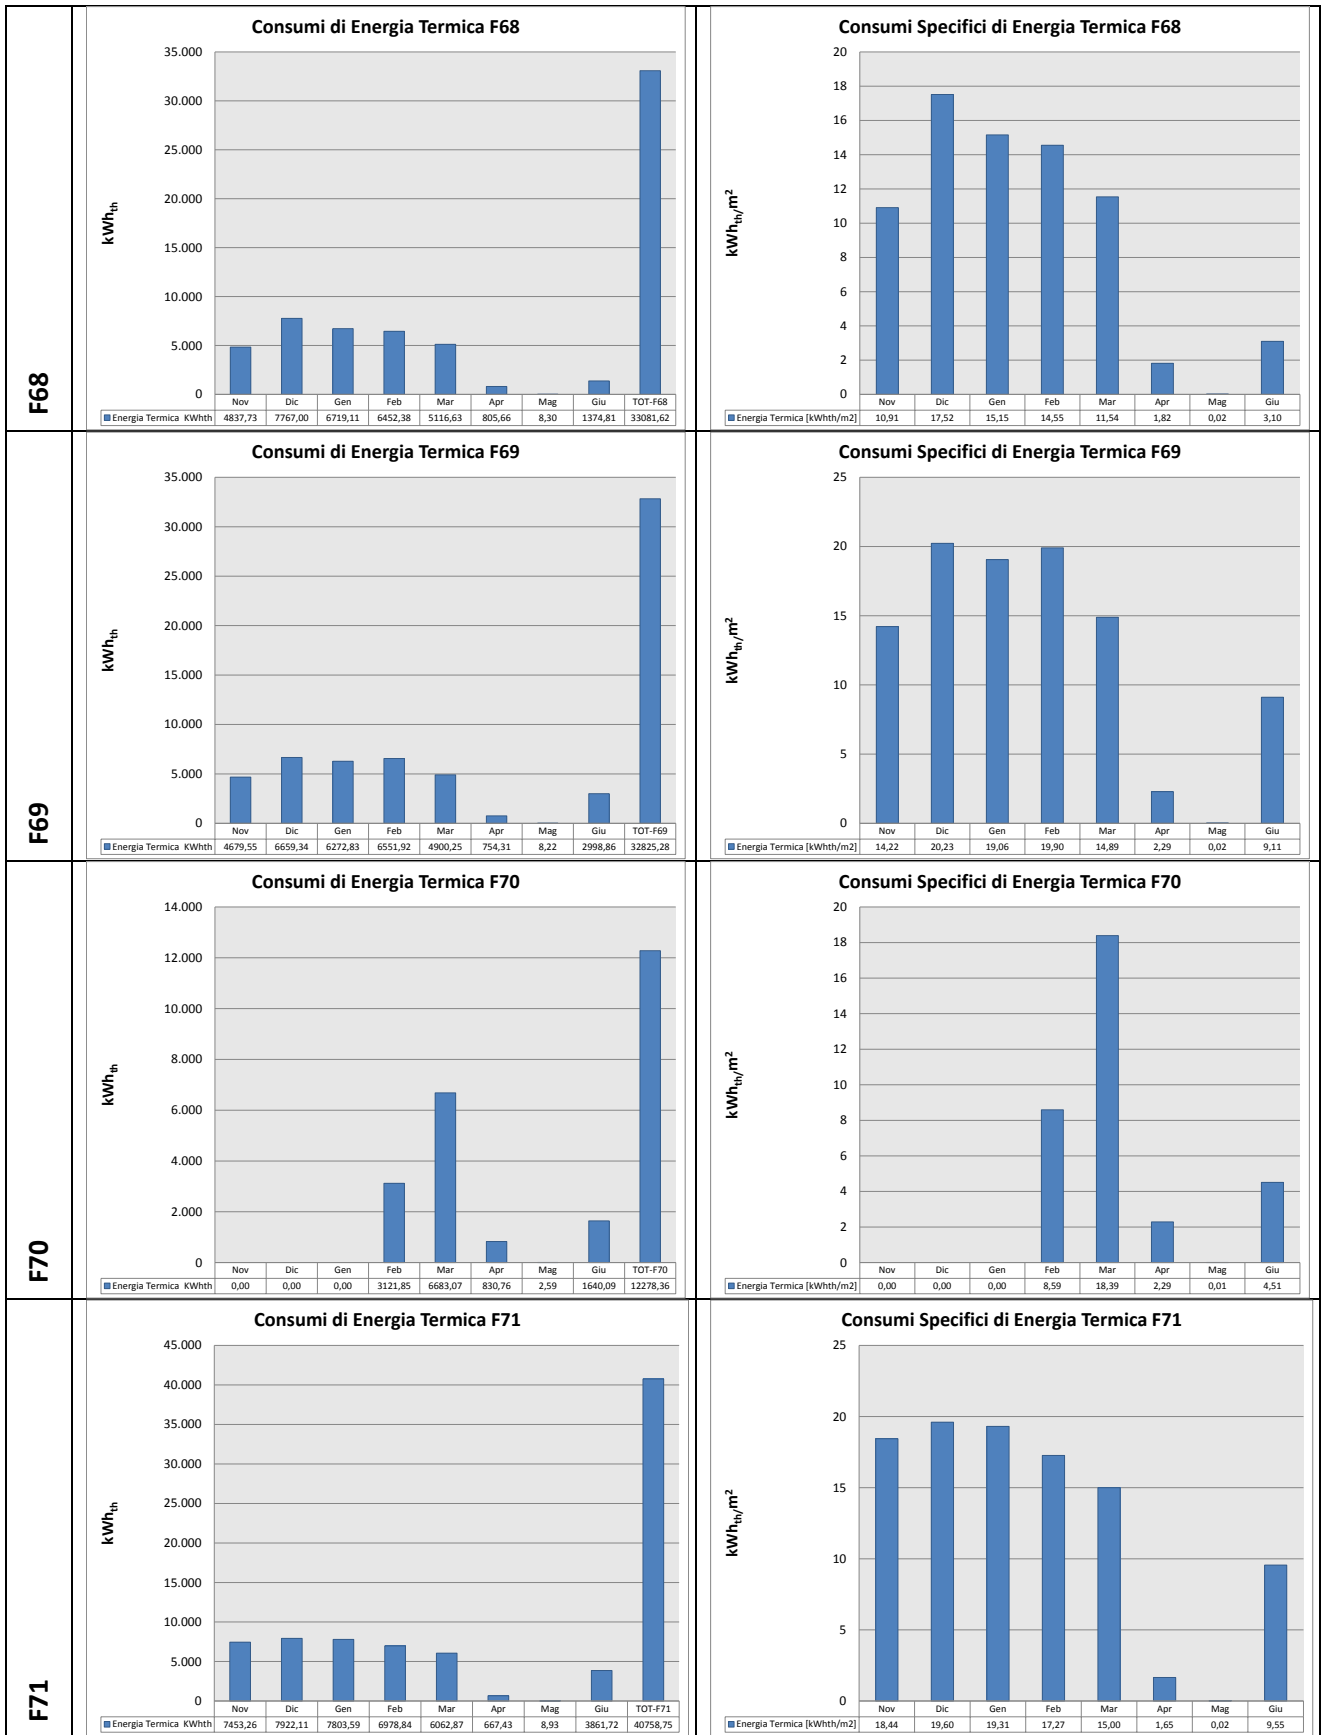 F68
Consumi di Energia Termica F68
35.000
30.000
25.000
20.000
15.000
10.000
5.000
0
kWhth
Nov Dic Gen Feb Mar Apr Mag Giu TOT-F68
Energia Termica KWhth 4837,73 7767,00 6719,11 6452,38 5116,63 805,66 8,30 1374,81 33081,62
Consumi Specifici di Energia Termica F68
20
18
16
14
12
10
8
6
4
2
0
kWhth/m²
Nov Dic Gen Feb Mar Apr Mag Giu
Energia Termica [kWhth/m2] 10,91 17,52 15,15 14,55 11,54 1,82 0,02 3,10
F69
Consumi di Energia Termica F69
35.000
30.000
25.000
20.000
15.000
10.000
5.000
0
kWhth
Nov Dic Gen Feb Mar Apr Mag Giu TOT-F69
Energia Termica KWhth 4679,55 6659,34 6272,83 6551,92 4900,25 754,31 8,22 2998,86 32825,28
Consumi Specifici di Energia Termica F69
25
20
15
10
5
0
kWhth/m²
Nov Dic Gen Feb Mar Apr Mag Giu
Energia Termica [kWhth/m2] 14,22 20,23 19,06 19,90 14,89 2,29 0,02 9,11
F70
Consumi di Energia Termica F70
14.000
12.000
10.000
8.000
6.000
4.000
2.000
0
kWhth
Nov Dic Gen Feb Mar Apr Mag Giu TOT-F70
Energia Termica KWhth 0,00 0,00 0,00 3121,85 6683,07 830,76 2,59 1640,09 12278,36
Consumi Specifici di Energia Termica F70
20
18
16
14
12
10
8
6
4
2
0
kWhth/m²
Nov Dic Gen Feb Mar Apr Mag Giu
Energia Termica [kWhth/m2] 0,00 0,00 0,00 8,59 18,39 2,29 0,01 4,51
F71
Consumi di Energia Termica F71
45.000
40.000
35.000
30.000
25.000
20.000
15.000
10.000
5.000
0
kWhth
Nov Dic Gen Feb Mar Apr Mag Giu TOT-F71
Energia Termica KWhth 7453,26 7922,11 7803,59 6978,84 6062,87 667,43 8,93 3861,72 40758,75
Consumi Specifici di Energia Termica F71
25
20
15
10
5
0
kWhth/m²
Nov Dic Gen Feb Mar Apr Mag Giu
Energia Termica [kWhth/m2] 18,44 19,60 19,31 17,27 15,00 1,65 0,02 9,55